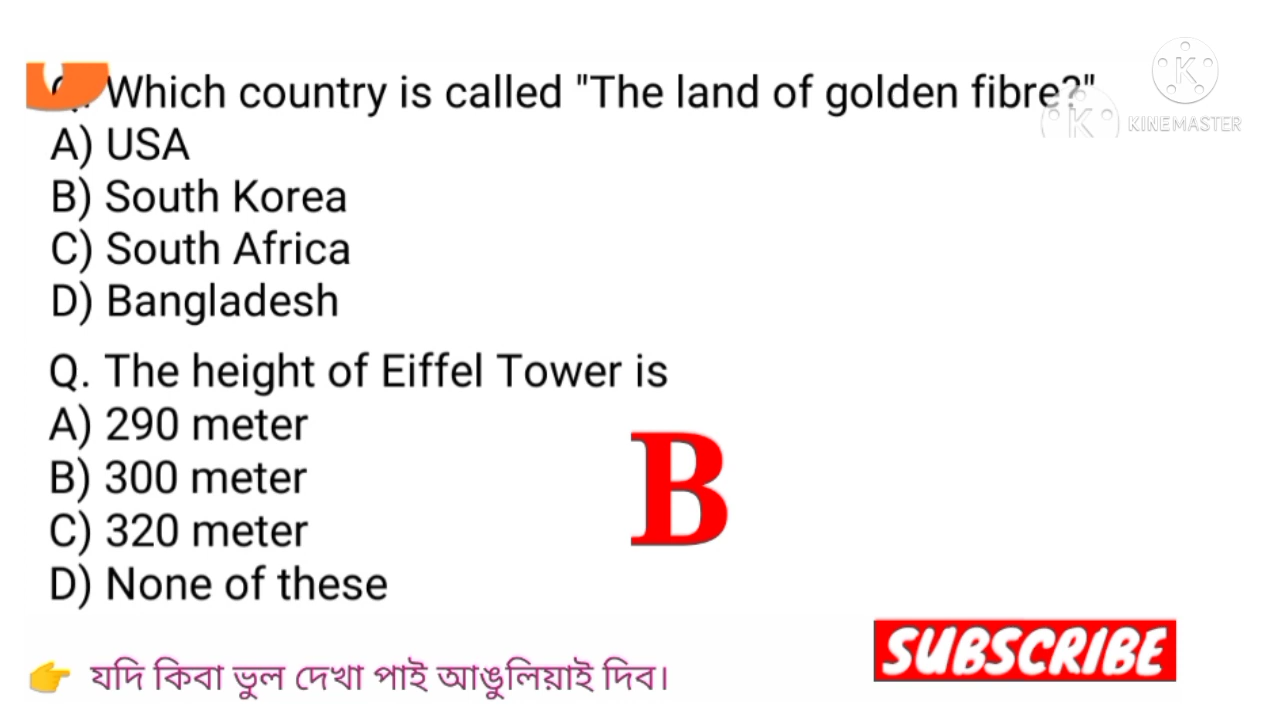 Q. Which country is called "The land of golden fibre?"
A) USA
B) South Korea
C) South Africa
D) Bangladesh
Q. The height of Eiffel Tower is
A) 290 meter
B) 300 meter
C) 320 meter
D) None of these
B
যদি কিবা ভুল দেখা পাই আঙুলিয়াই দিব।
SUBSCRIBE
K
KINEMASTER
K